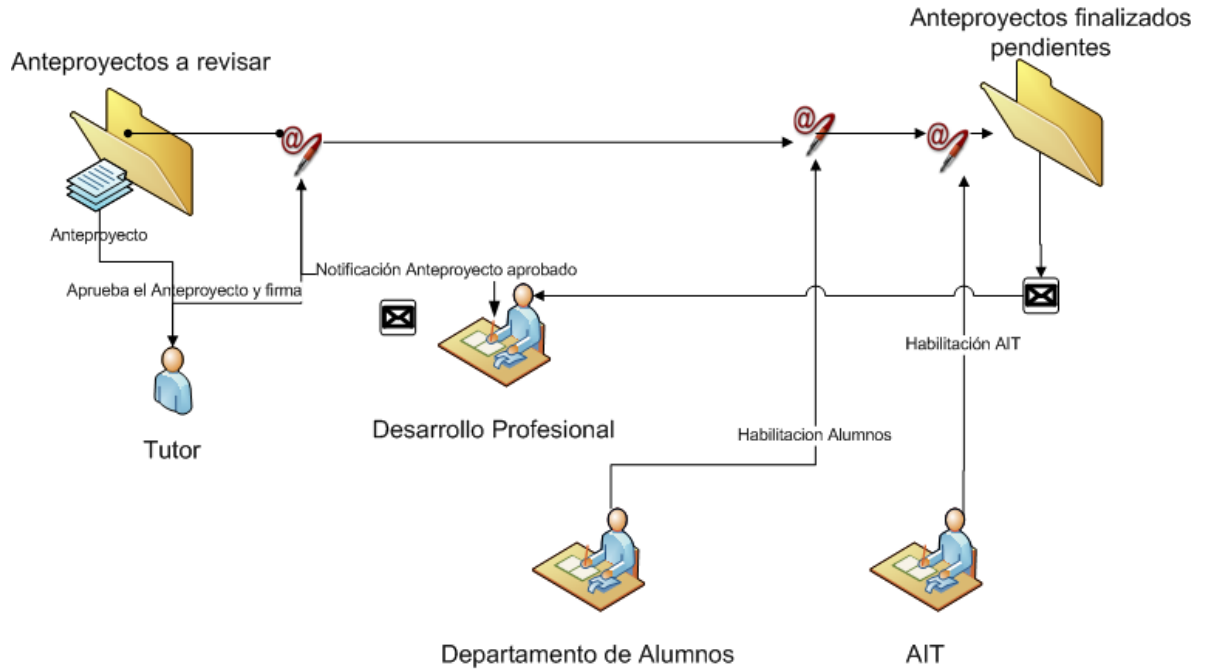 Anteproyectos finalizados
pendientes
Anteproyectos a revisar
@
@
@
Anteproyecto
Notificación Anteproyecto aprobado
Aprueba el Anteproyecto y firma
Habilitación AIT
Desarrollo Profesional
Habilitacion Alumnos
Tutor
Departamento de Alumnos
AIT